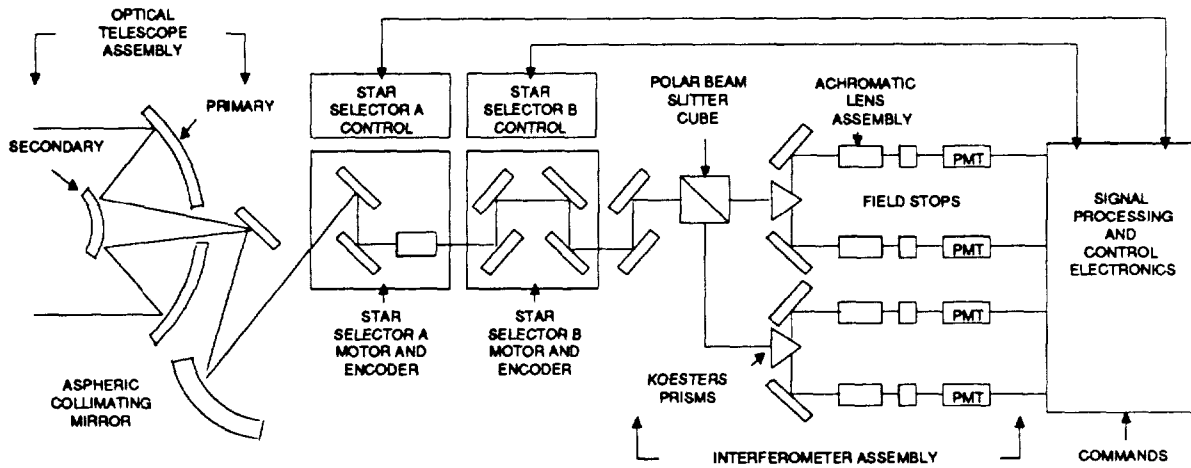 OPTICAL
TELESCOPE
ASSEMBLY
PRIMARY
SECONDARY
STAR
SELECTOR A
CONTROL
STAR
SELECTOR B
CONTROL
POLAR BEAM
SLITTER
CUBE
ACHROMATIC
LENS
ASSEMBLY
PMT
FIELD STOPS
PMT
PMT
PMT
SIGNAL
PROCESSING
AND
CONTROL
ELECTRONICS
STAR
SELECTOR A
MOTOR AND
ENCODER
STAR
SELECTOR B
MOTOR AND
ENCODER
KOESTERS
PRISMS
ASPHERIC
COLLIMATING
MIRROR
INTERFEROMETER ASSEMBLY
COMMANDS